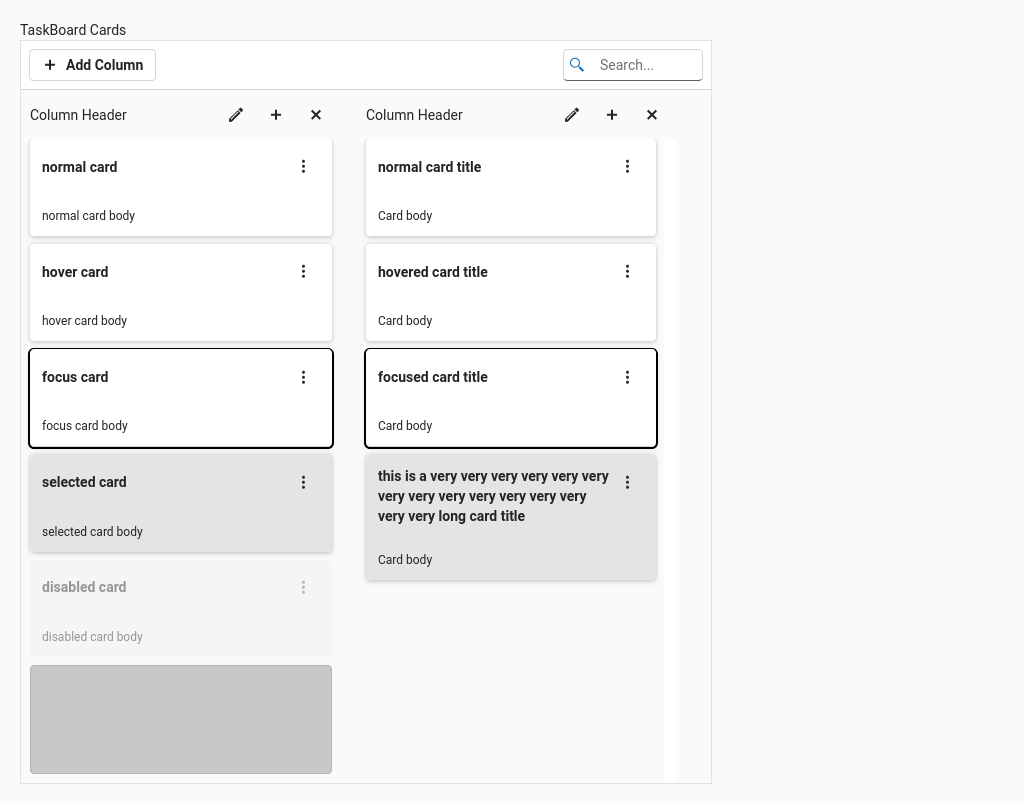 TaskBoard Cards
Add Column
Search...
Column Header
normal card
normal card body
hover card
hover card body
focus card
focus card body
selected card
selected card body
disabled card
disabled card body
Column Header
normal card title
Card body
hovered card title
Card body
focused card title
Card body
this is a very very very very very very
very very very very very very very
very very long card title
Card body